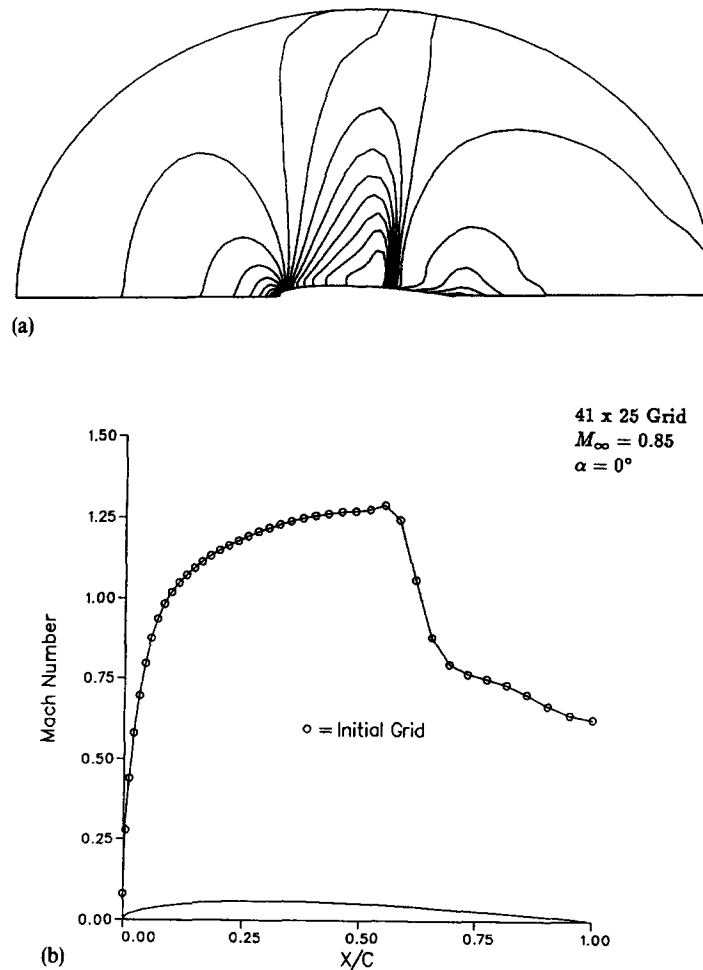 (a)
41 x 25 Grid
M∞ = 0.85
α = 0°
1.50
1.25
1.00
0.75
0.50
0.25
0.00
Mach Number
o = Initial Grid
0.00 0.25 0.50 0.75 1.00
X/C
(b)